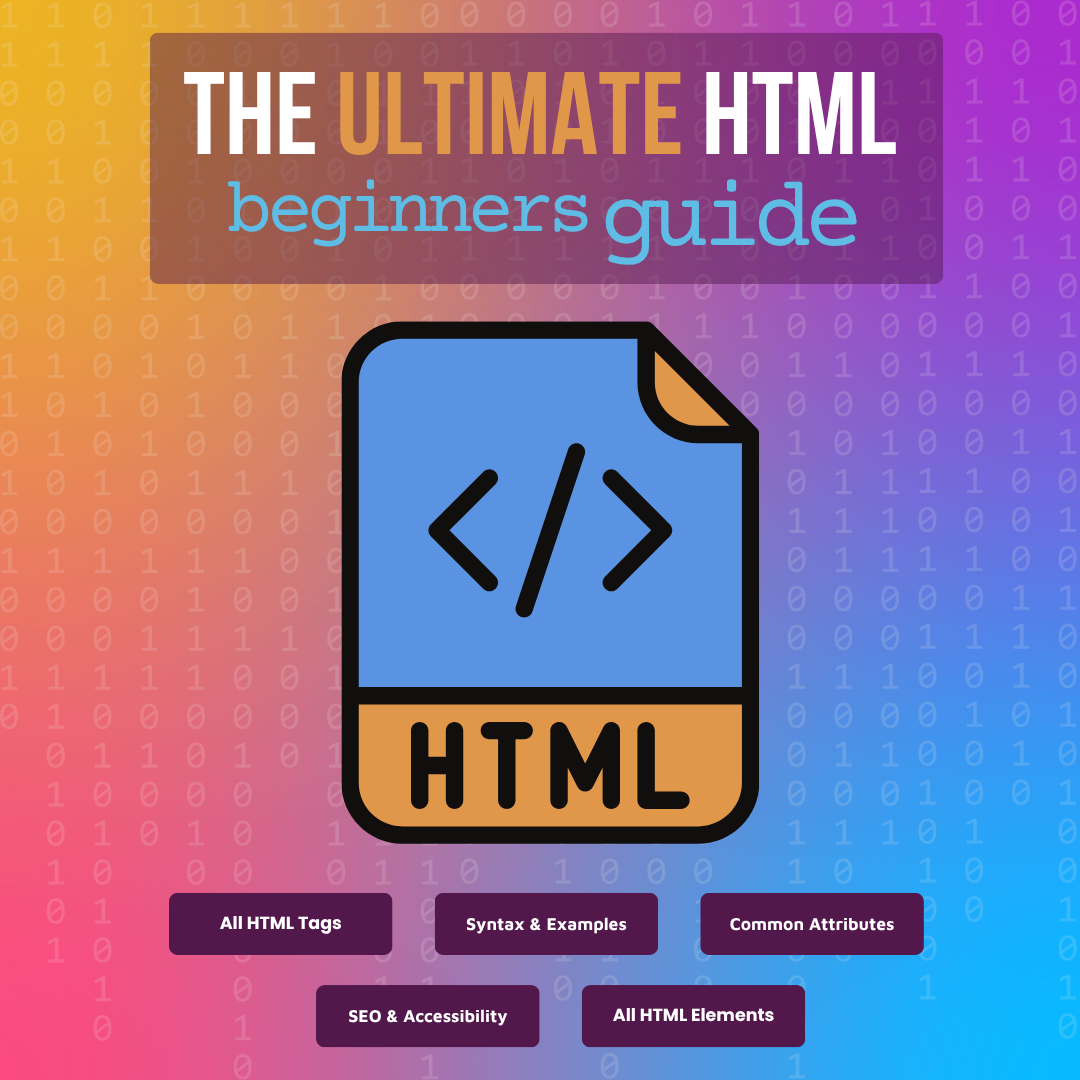 THE ULTIMATE HTML
beginners guide
</>
HTML
All HTML Tags
Syntax & Examples
Common Attributes
SEO & Accessibility
All HTML Elements